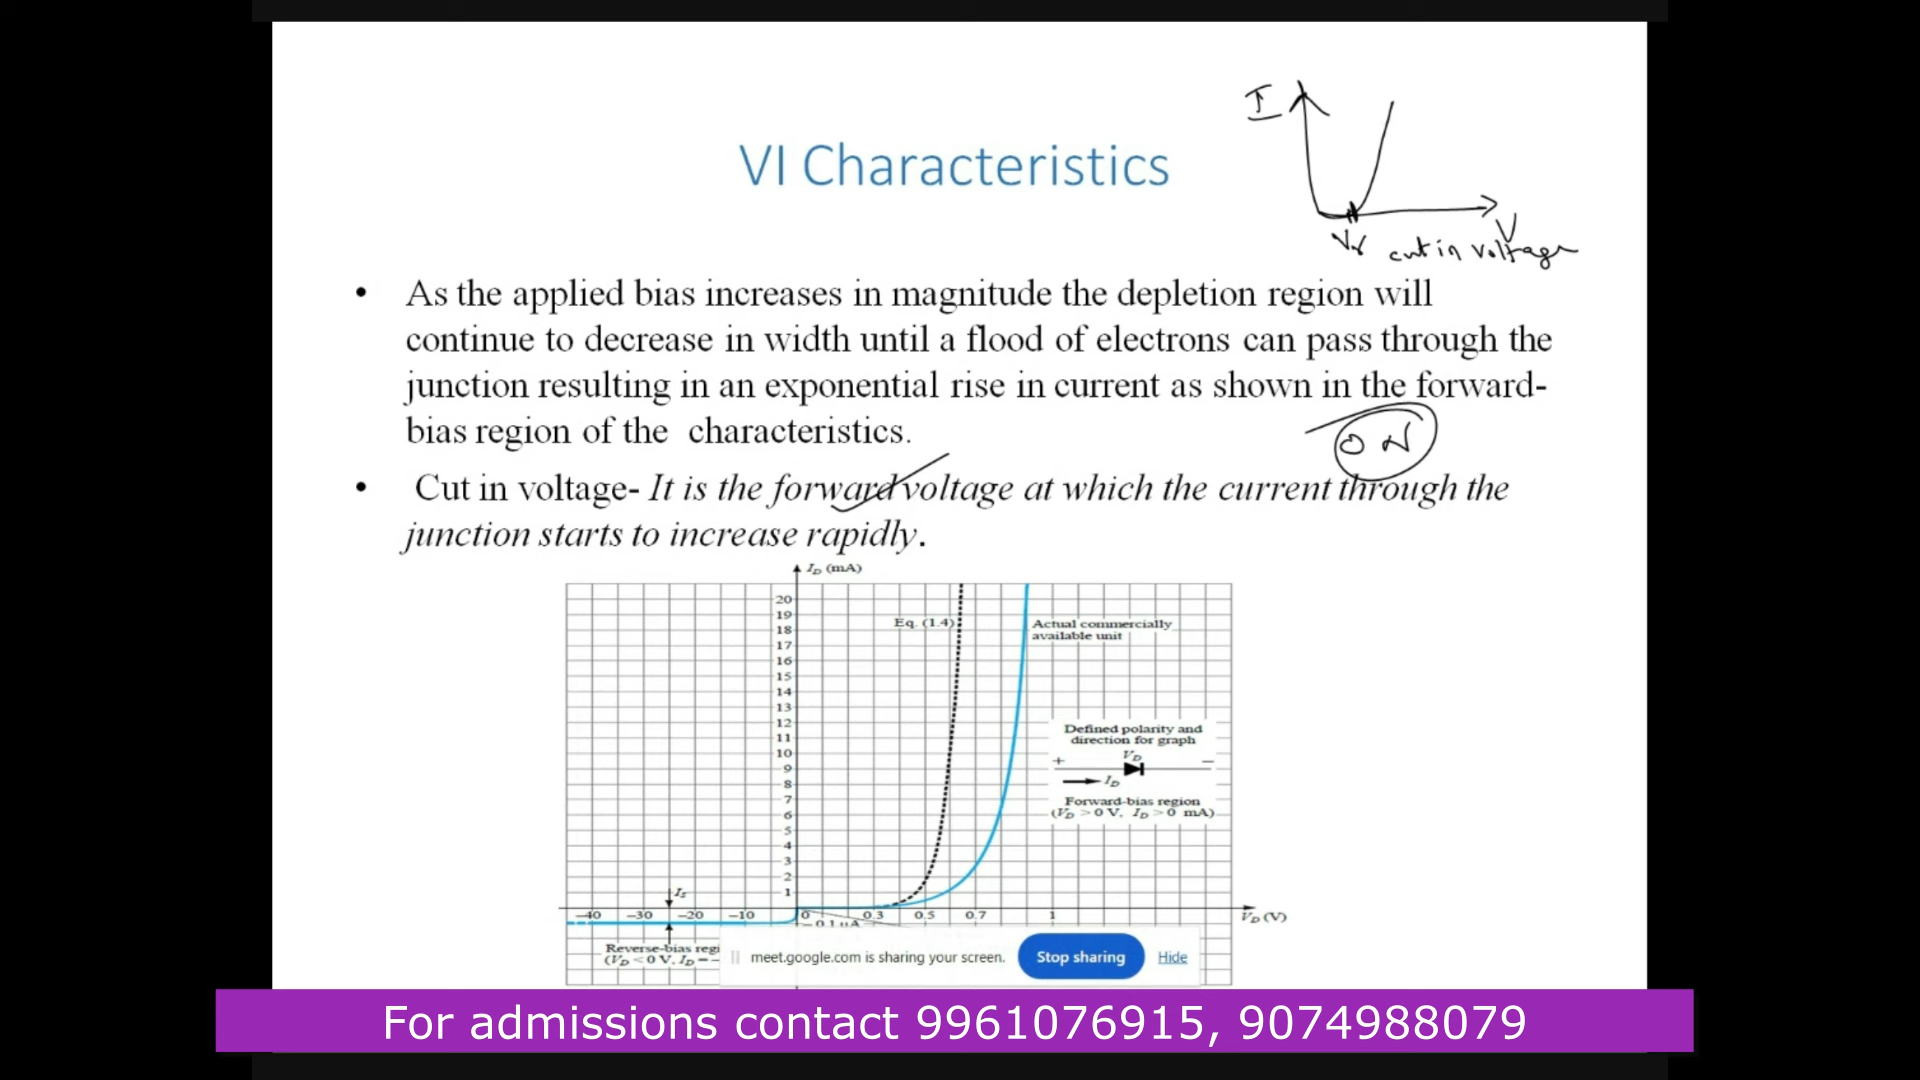 I
VI Characteristics
V
Vγ cut in voltage
• As the applied bias increases in magnitude the depletion region will
continue to decrease in width until a flood of electrons can pass through the
junction resulting in an exponential rise in current as shown in the forward-
bias region of the characteristics.
ON
• Cut in voltage- It is the forward voltage at which the current through the
junction starts to increase rapidly.
I_D (mA)
20
19
18
17
16
15
14
13
12
11
10
9
8
7
6
5
4
3
2
1
Eq. (1.4)
Actual commercially
available unit
Defined polarity and
direction for graph
V_D
+ −
I_D
Forward-bias region
(V_D > 0 V, I_D > 0 mA)
I_s
−40 −30 −20 −10 0 0.3 0.5 0.7 1
V_D (V)
Reverse-bias regi
(V_D < 0 V, I_D = −
meet.google.com is sharing your screen. Stop sharing Hide
For admissions contact 9961076915, 9074988079